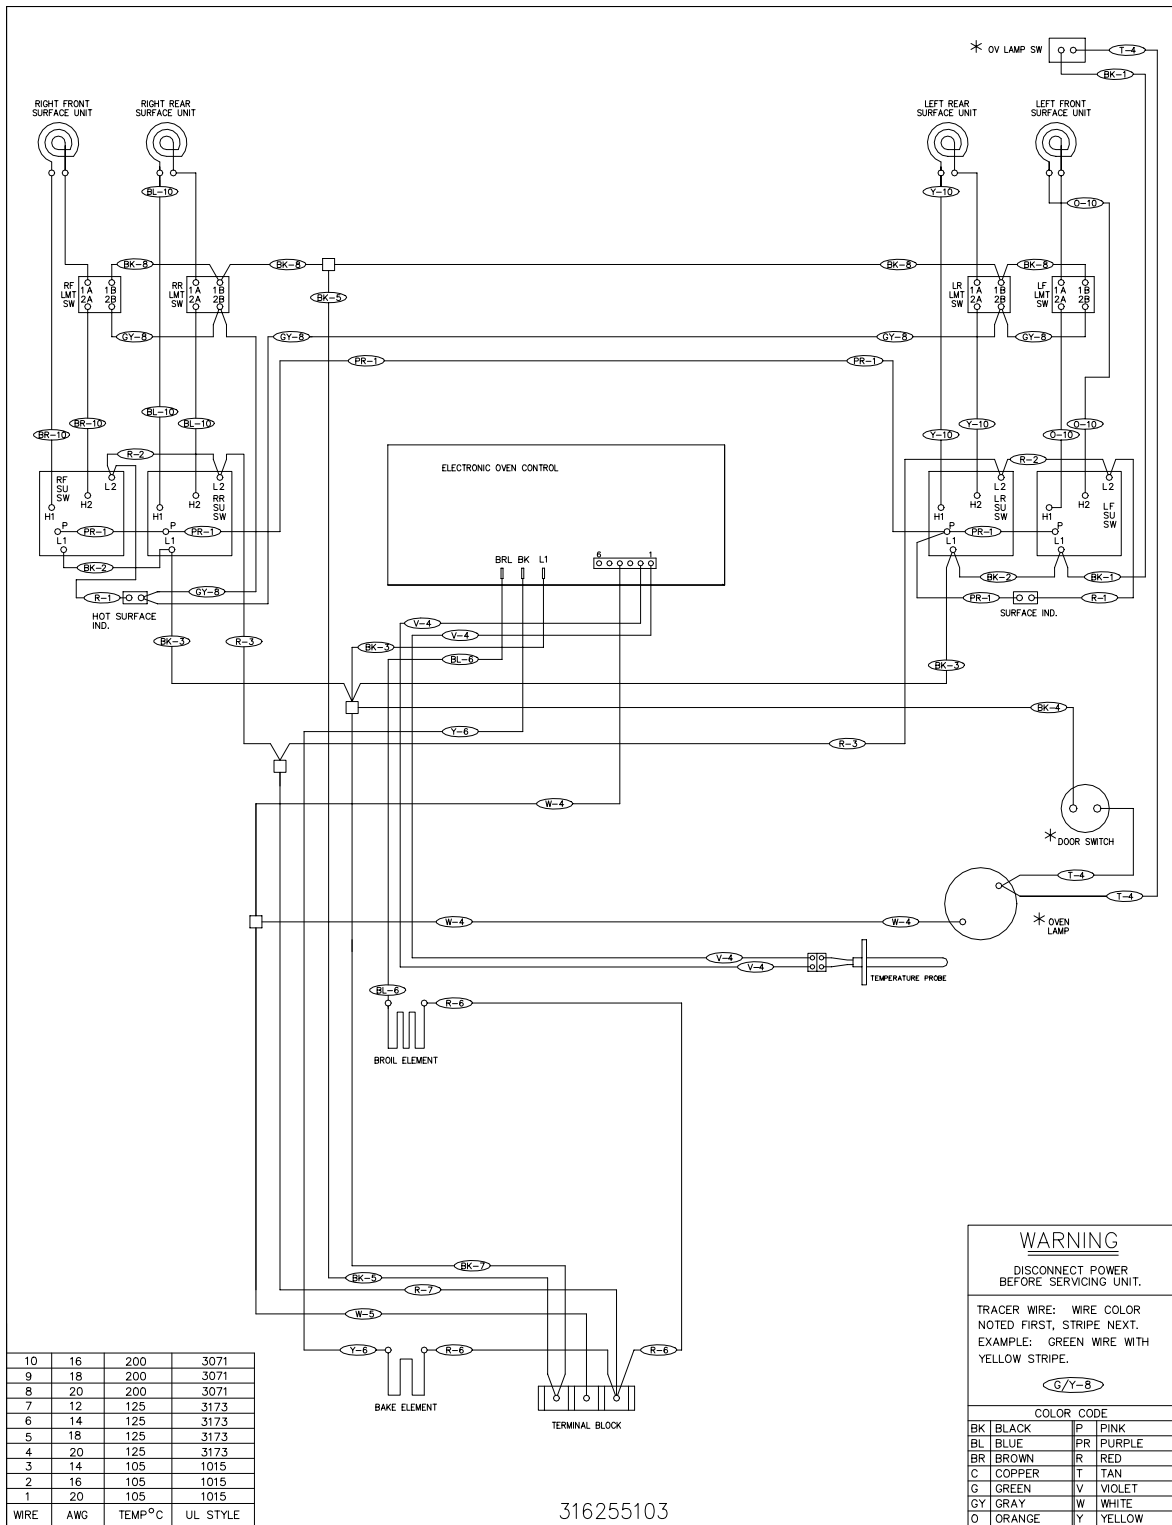 OV LAMP SW
T-4
BK-1
RIGHT FRONT
SURFACE UNIT
RIGHT REAR
SURFACE UNIT
LEFT REAR
SURFACE UNIT
LEFT FRONT
SURFACE UNIT
BL-10
Y-10
O-10
BK-8
BK-8
BK-8
BK-8
RF
LMT
SW
1A
2A
1B
2B
RR
LMT
SW
1A
2A
1B
2B
BK-5
LR
LMT
SW
1A
2A
1B
2B
LF
LMT
SW
1A
2A
1B
2B
GY-8
GY-8
GY-8
GY-8
PR-1
PR-1
BR-10
BR-10
BL-10
BL-10
Y-10
Y-10
O-10
O-10
R-2
R-2
ELECTRONIC OVEN CONTROL
RF
SU
SW
L2
H1
H2
P
L1
RR
SU
SW
L2
H1
H2
P
L1
LR
SU
SW
L2
H1
H2
P
L1
LF
SU
SW
L2
H1
H2
P
L1
PR-1
PR-1
PR-1
BRL BK L1
6
1
BK-2
BK-2
BK-1
R-1
GY-8
HOT SURFACE
IND.
PR-1
R-1
SURFACE IND.
V-4
V-4
BK-3
R-3
BK-3
BL-6
BK-3
BK-4
Y-6
R-3
W-4
DOOR SWITCH
T-4
T-4
W-4
W-4
OVEN
LAMP
V-4
V-4
TEMPERATURE PROBE
BL-6
R-6
BROIL ELEMENT
BK-7
BK-5
R-7
W-5
Y-6
R-6
R-6
BAKE ELEMENT
TERMINAL BLOCK
WARNING
DISCONNECT POWER
BEFORE SERVICING UNIT.
TRACER WIRE: WIRE COLOR
NOTED FIRST, STRIPE NEXT.
EXAMPLE: GREEN WIRE WITH
YELLOW STRIPE.
G/Y-8
COLOR CODE
BK BLACK P PINK
BL BLUE PR PURPLE
BR BROWN R RED
C COPPER T TAN
G GREEN V VIOLET
GY GRAY W WHITE
O ORANGE Y YELLOW
10 16 200 3071
9 18 200 3071
8 20 200 3071
7 12 125 3173
6 14 125 3173
5 18 125 3173
4 20 125 3173
3 14 105 1015
2 16 105 1015
1 20 105 1015
WIRE AWG TEMP°C UL STYLE
316255103